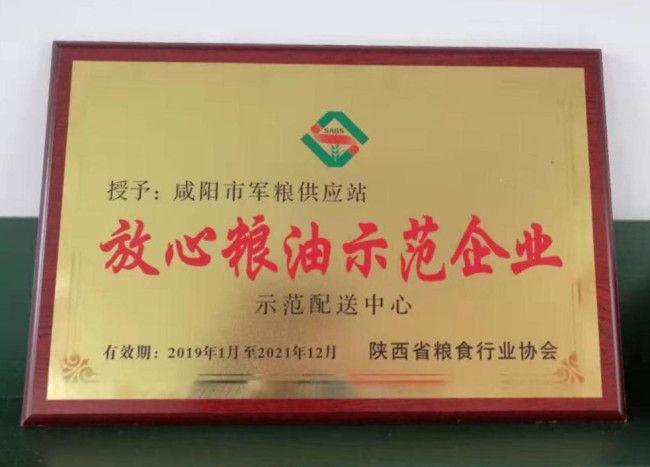 SAGS
授予：咸阳市军粮供应站
放心粮油示范企业
示范配送中心
有效期：2019年1月至2021年12月 陕西省粮食行业协会